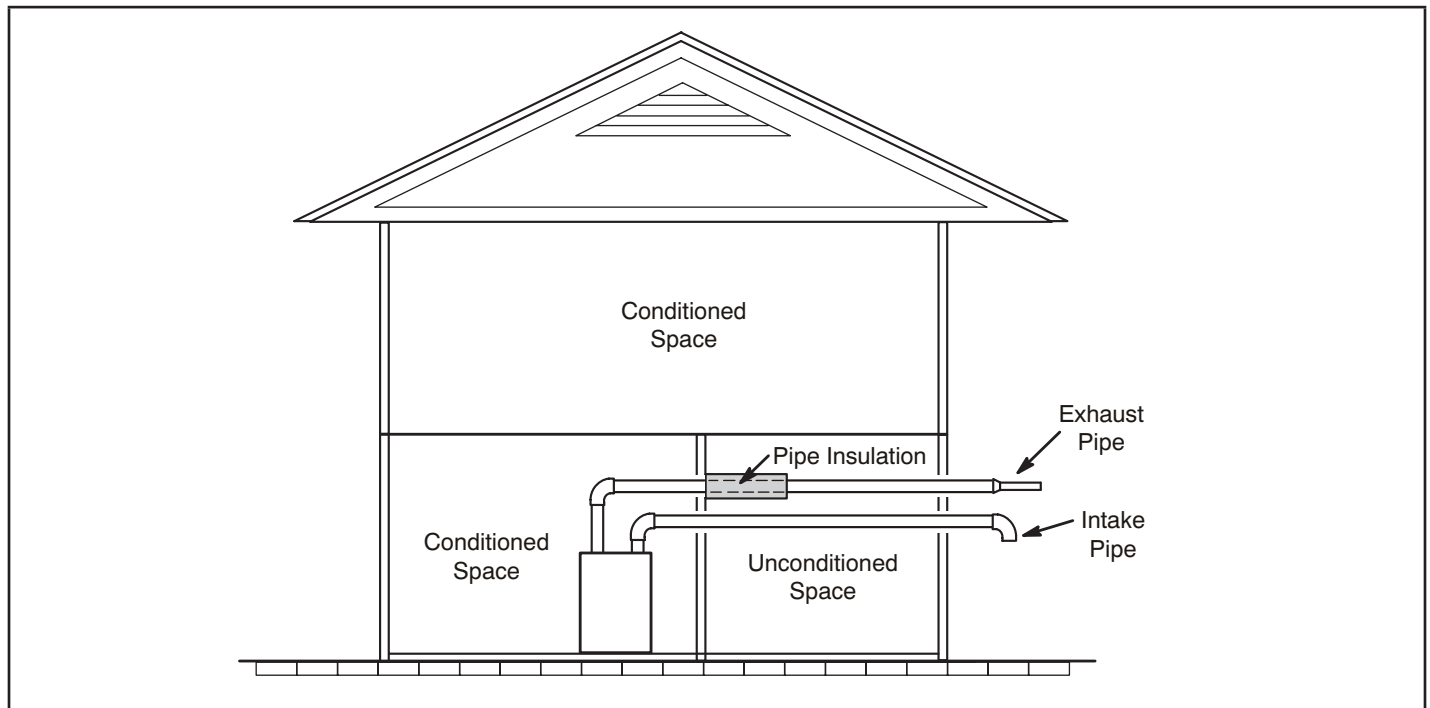 Conditioned
Space
Exhaust
Pipe
Pipe Insulation
Intake
Pipe
Conditioned
Space
Unconditioned
Space